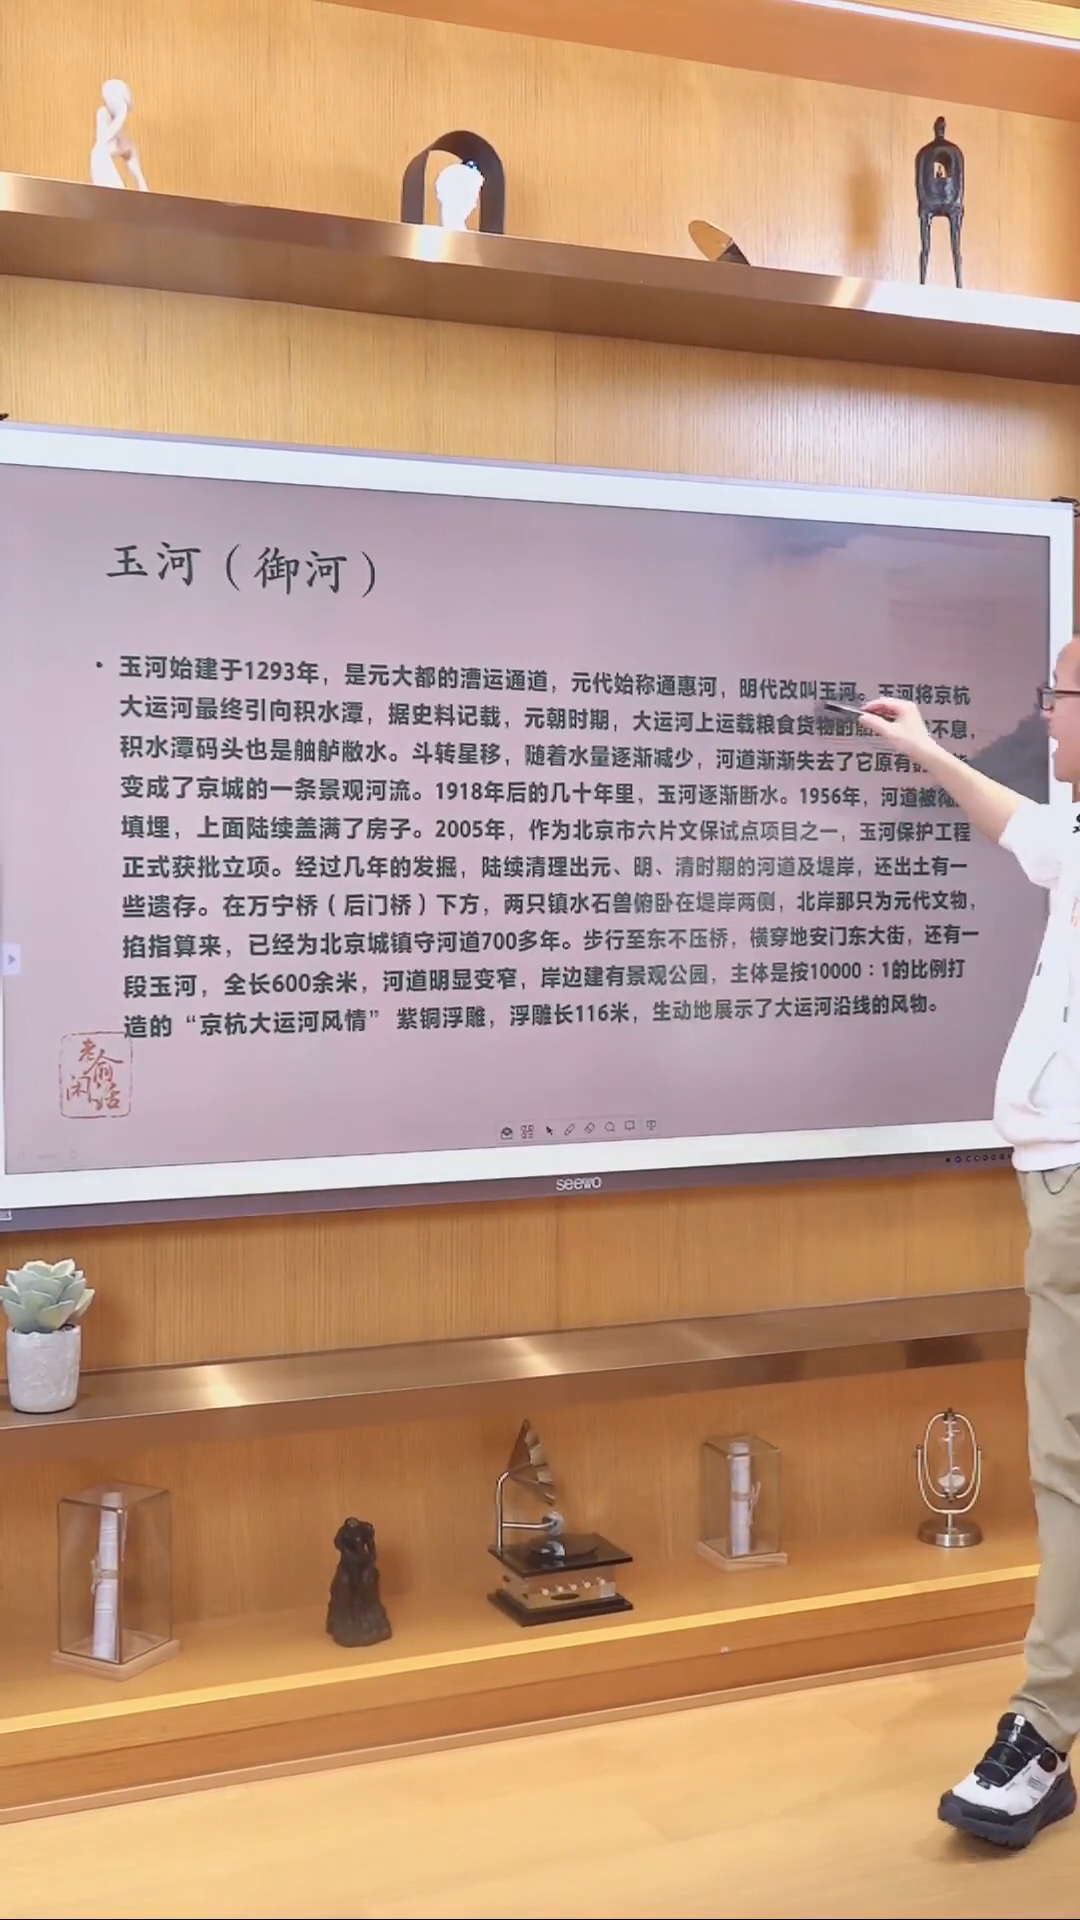 玉河（御河）
• 玉河始建于1293年，是元大都的漕运通道，元代始称通惠河，明代改叫玉河。玉河将京杭
大运河最终引向积水潭，据史料记载，元朝时期，大运河上运载粮食货物的船不息，
积水潭码头也是舳舻敝水。斗转星移，随着水量逐渐减少，河道渐渐失去了它原有
变成了京城的一条景观河流。1918年后的几十年里，玉河逐渐断水。1956年，河道被
填埋，上面陆续盖满了房子。2005年，作为北京市六片文保试点项目之一，玉河保护工程
正式获批立项。经过几年的发掘，陆续清理出元、明、清时期的河道及堤岸，还出土有一
些遗存。在万宁桥（后门桥）下方，两只镇水石兽俯卧在堤岸两侧，北岸那只为元代文物，
掐指算来，已经为北京城镇守河道700多年。步行至东不压桥，横穿地安门东大街，还有一
段玉河，全长600余米，河道明显变窄，岸边建有景观公园，主体是按10000：1的比例打
造的“京杭大运河风情”紫铜浮雕，浮雕长116米，生动地展示了大运河沿线的风物。
老俞闲话
seewo